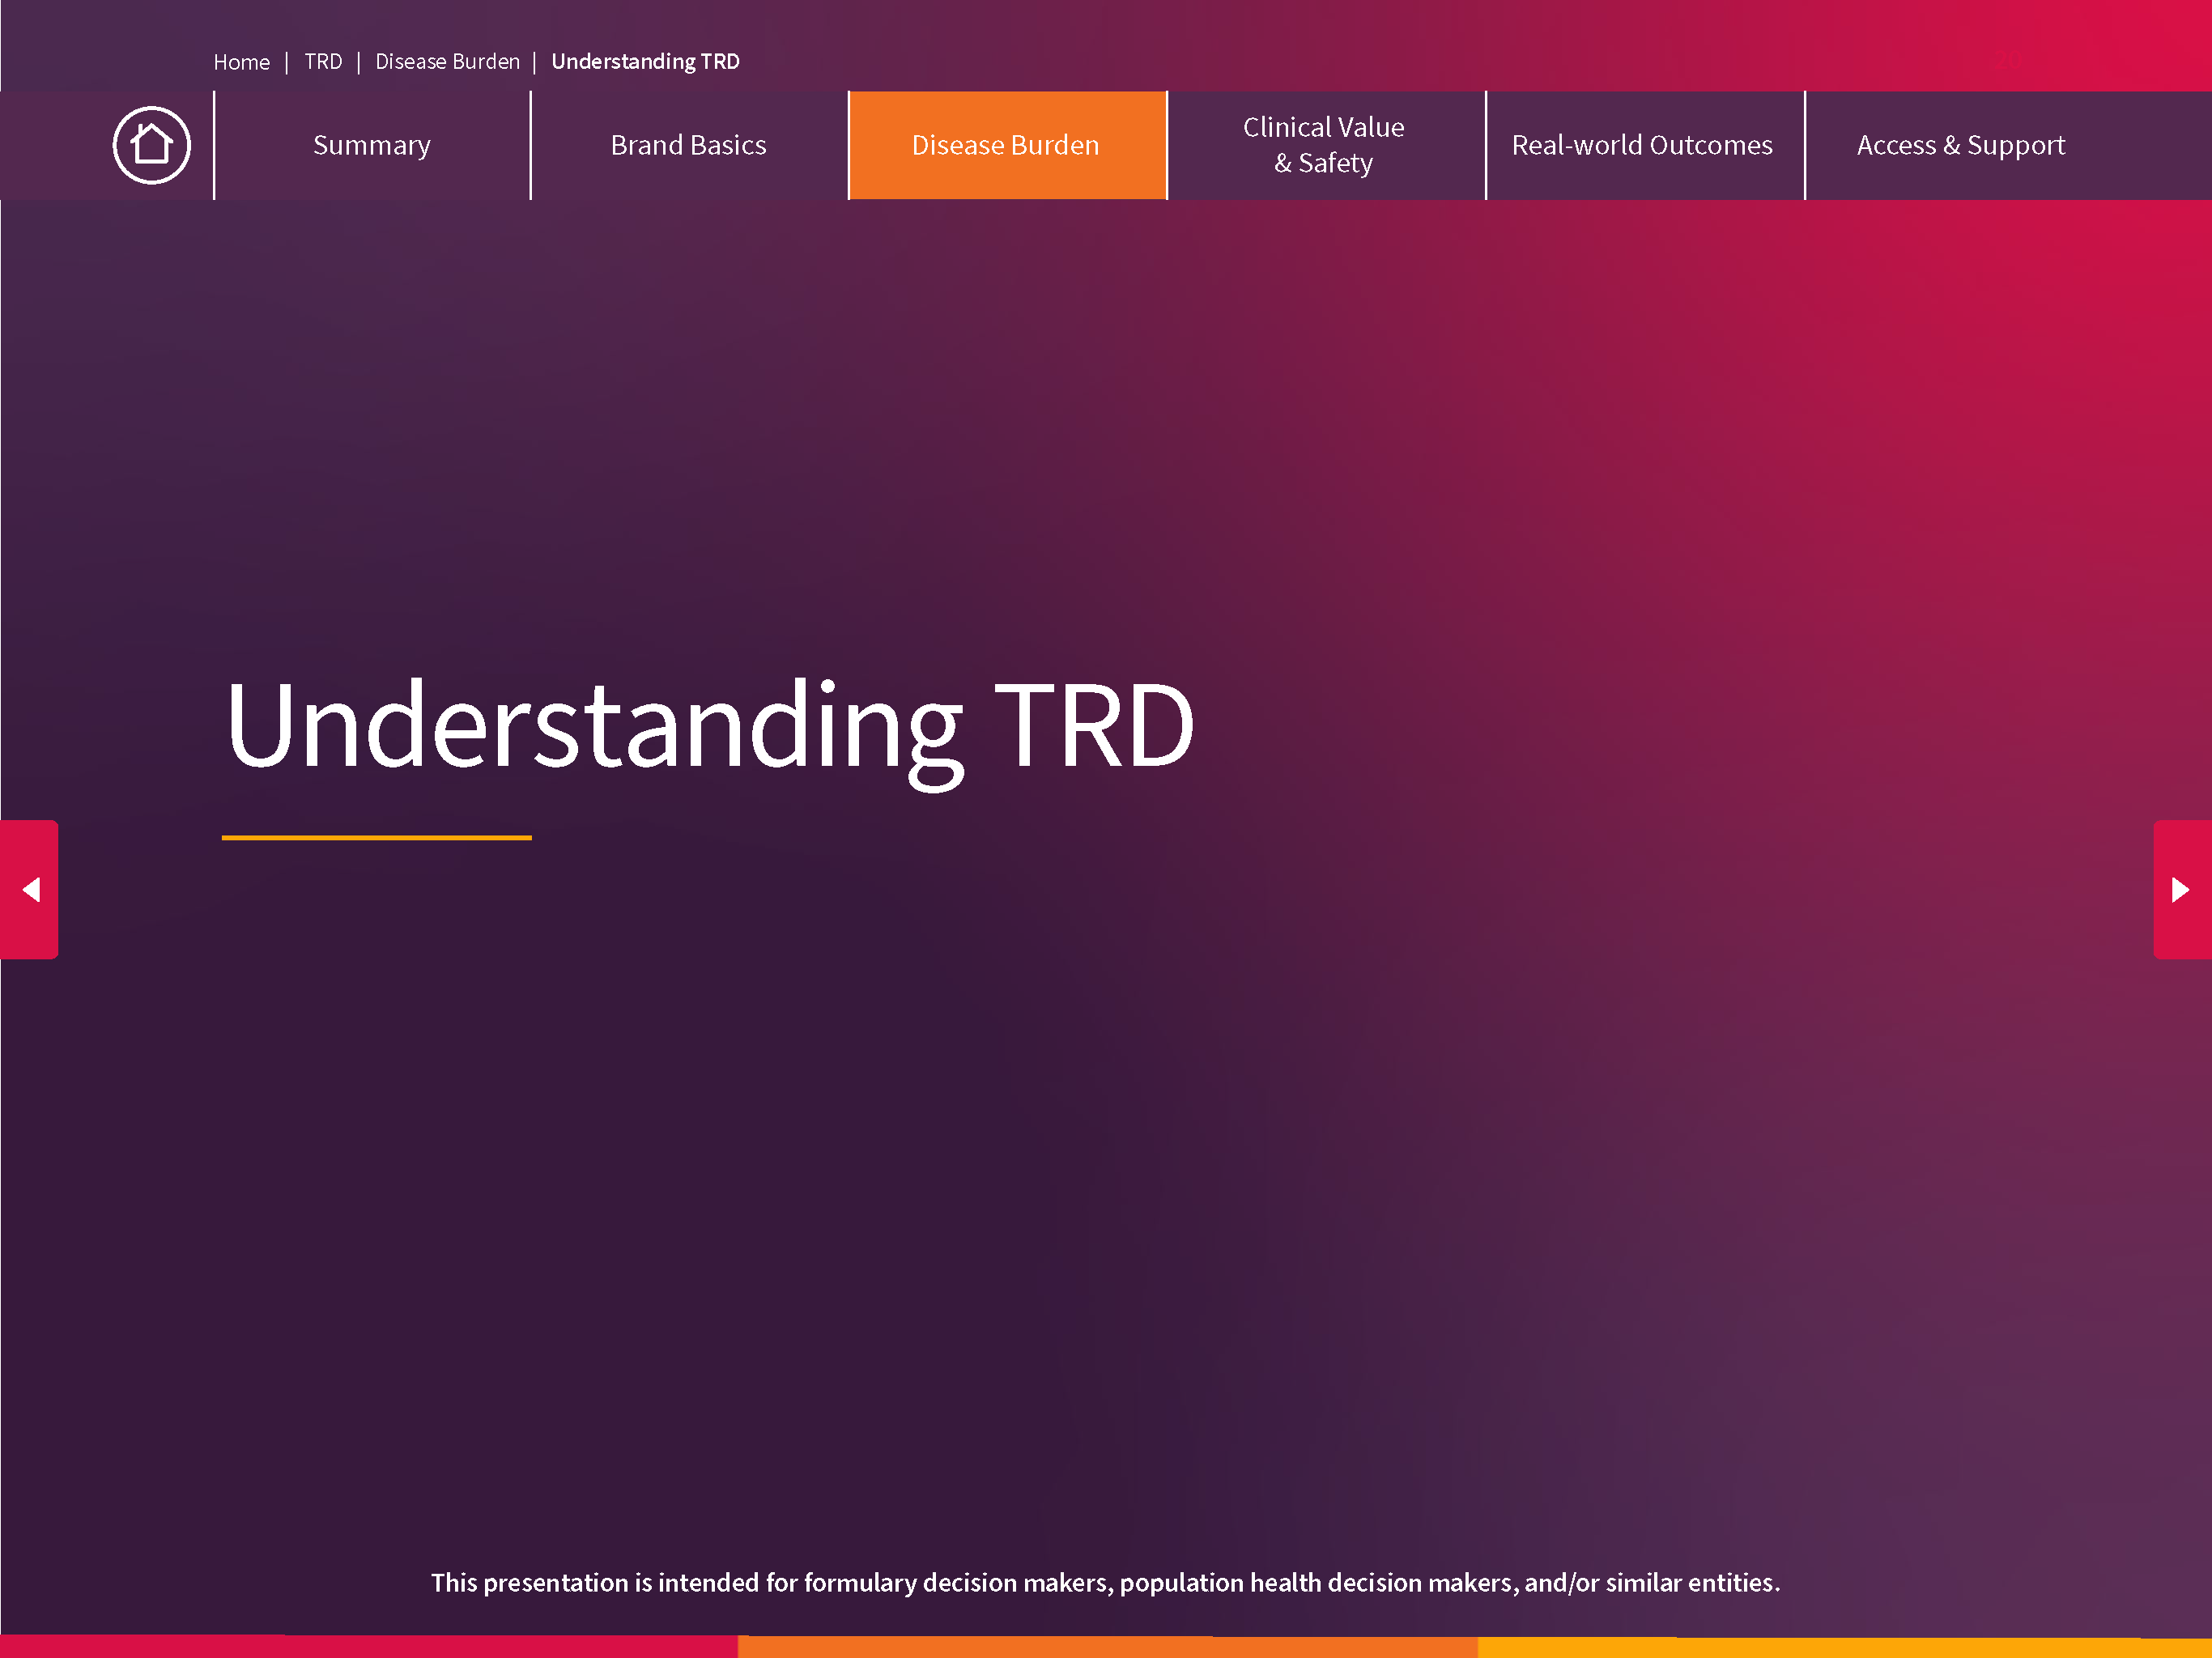 Home | TRD | Disease Burden | Understanding TRD
20
Summary
Brand Basics
Disease Burden
Clinical Value
& Safety
Real-world Outcomes
Access & Support
Understanding TRD
This presentation is intended for formulary decision makers, population health decision makers, and/or similar entities.